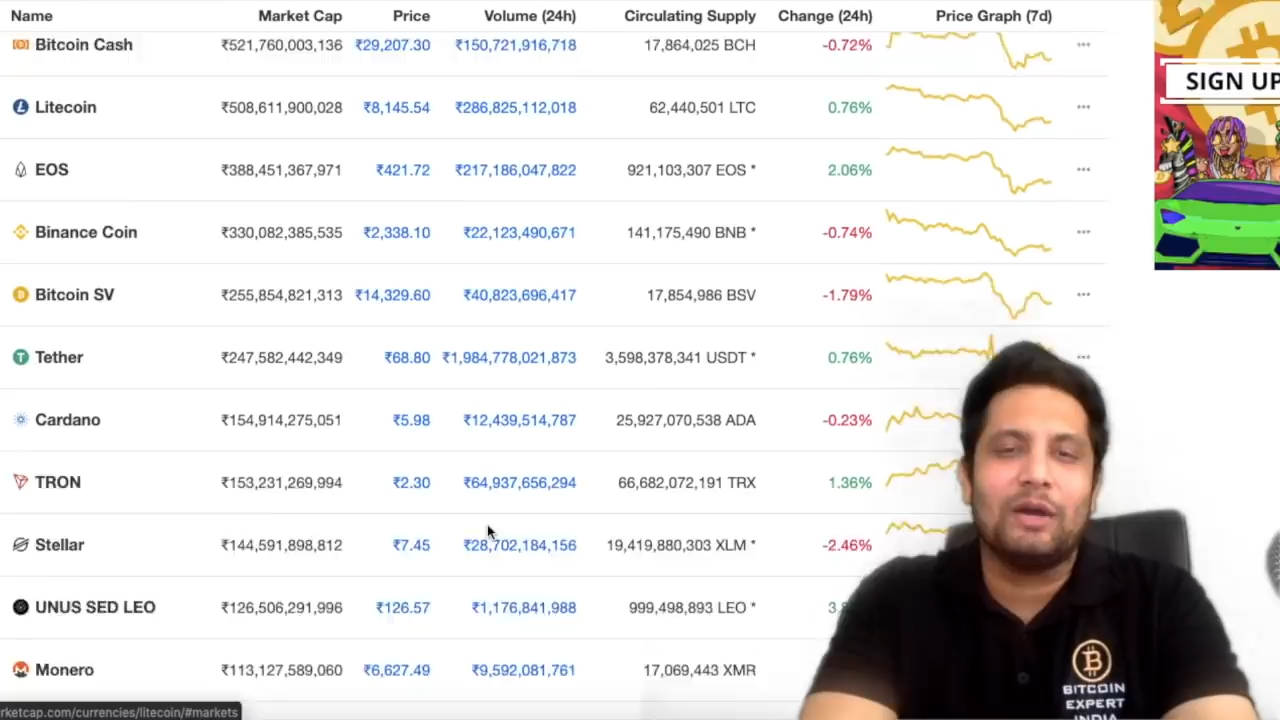 Name Market Cap Price Volume (24h) Circulating Supply Change (24h) Price Graph (7d)
Bitcoin Cash ₹521,760,003,136 ₹29,207.30 ₹150,721,916,718 17,864,025 BCH -0.72%
SIGN UP
Litecoin ₹508,611,900,028 ₹8,145.54 ₹286,825,112,018 62,440,501 LTC 0.76%
EOS ₹388,451,367,971 ₹421.72 ₹217,186,047,822 921,103,307 EOS * 2.06%
Binance Coin ₹330,082,385,535 ₹2,338.10 ₹22,123,490,671 141,175,490 BNB * -0.74%
Bitcoin SV ₹255,854,821,313 ₹14,329.60 ₹40,823,696,417 17,854,986 BSV -1.79%
Tether ₹247,582,442,349 ₹68.80 ₹1,984,778,021,873 3,598,378,341 USDT * 0.76%
Cardano ₹154,914,275,051 ₹5.98 ₹12,439,514,787 25,927,070,538 ADA -0.23%
TRON ₹153,231,269,994 ₹2.30 ₹64,937,656,294 66,682,072,191 TRX 1.36%
Stellar ₹144,591,898,812 ₹7.45 ₹28,702,184,156 19,419,880,303 XLM * -2.46%
UNUS SED LEO ₹126,506,291,996 ₹126.57 ₹1,176,841,988 999,498,893 LEO *
Monero ₹113,127,589,060 ₹6,627.49 ₹9,592,081,761 17,069,443 XMR
BITCOIN
EXPERT
INDIA
rketcap.com/currencies/litecoin/#markets